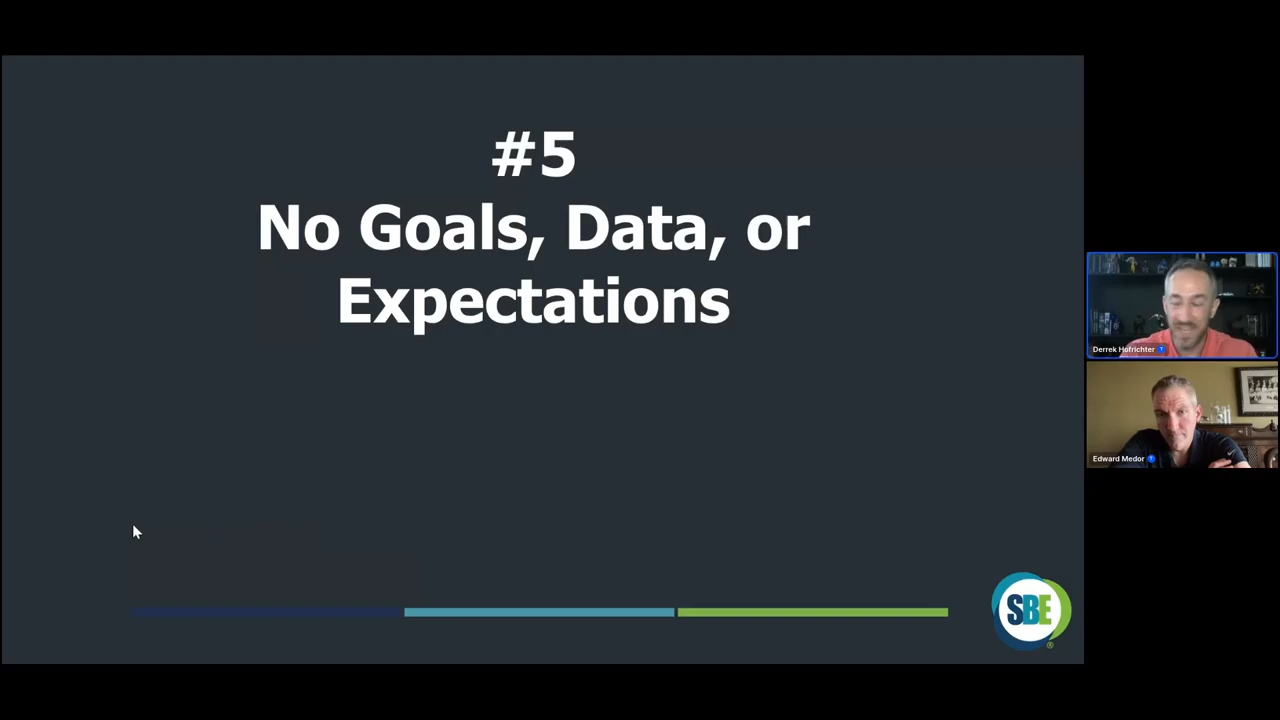 #5
No Goals, Data, or
Expectations
Derrek Hofrichter
Edward Medor
SBE
®